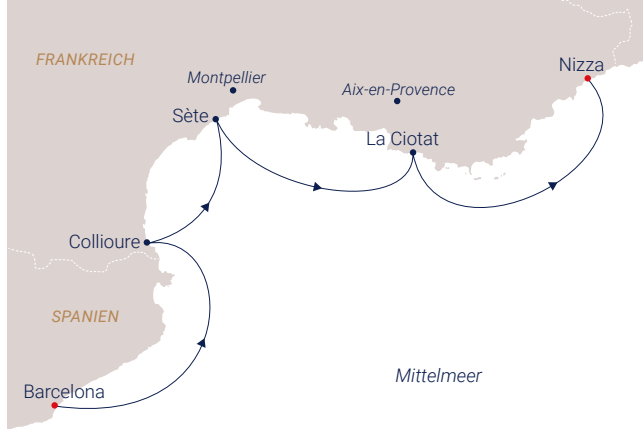 Nizza
FRANKREICH
Montpellier
Aix-en-Provence
Sète
La Ciotat
Collioure
SPANIEN
Mittelmeer
Barcelona